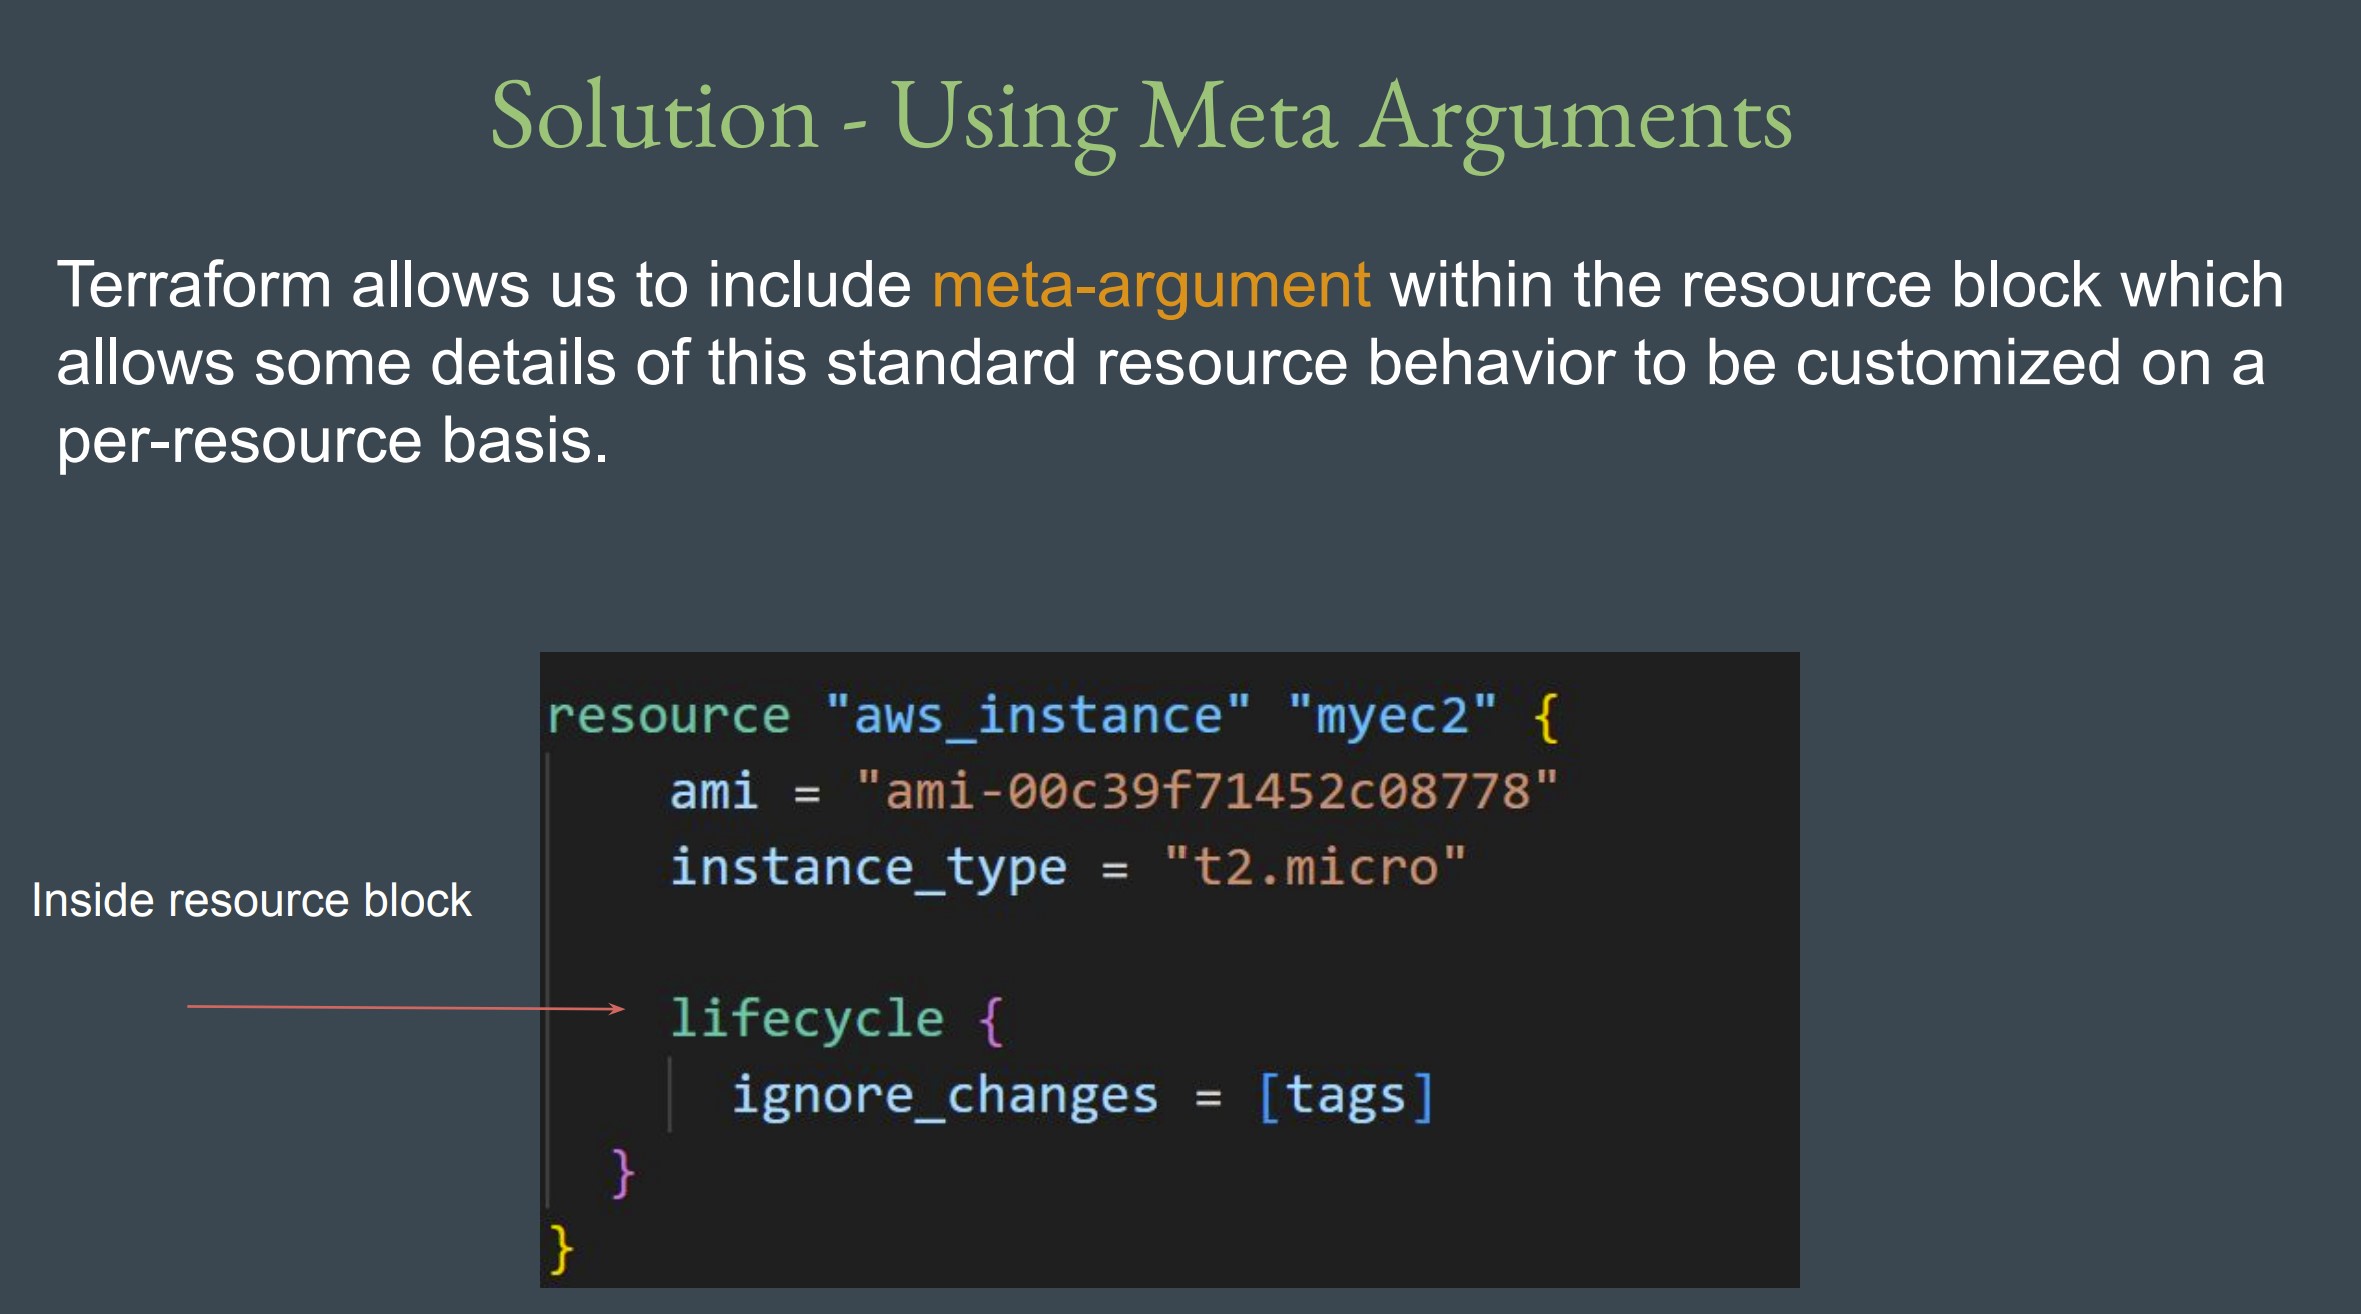 Solution - Using Meta Arguments
Terraform allows us to include meta-argument within the resource block which
allows some details of this standard resource behavior to be customized on a
per-resource basis.
resource "aws_instance" "myec2" {
ami = "ami-00c39f71452c08778"
instance_type = "t2.micro"
Inside resource block
lifecycle {
ignore_changes = [tags]
}
}